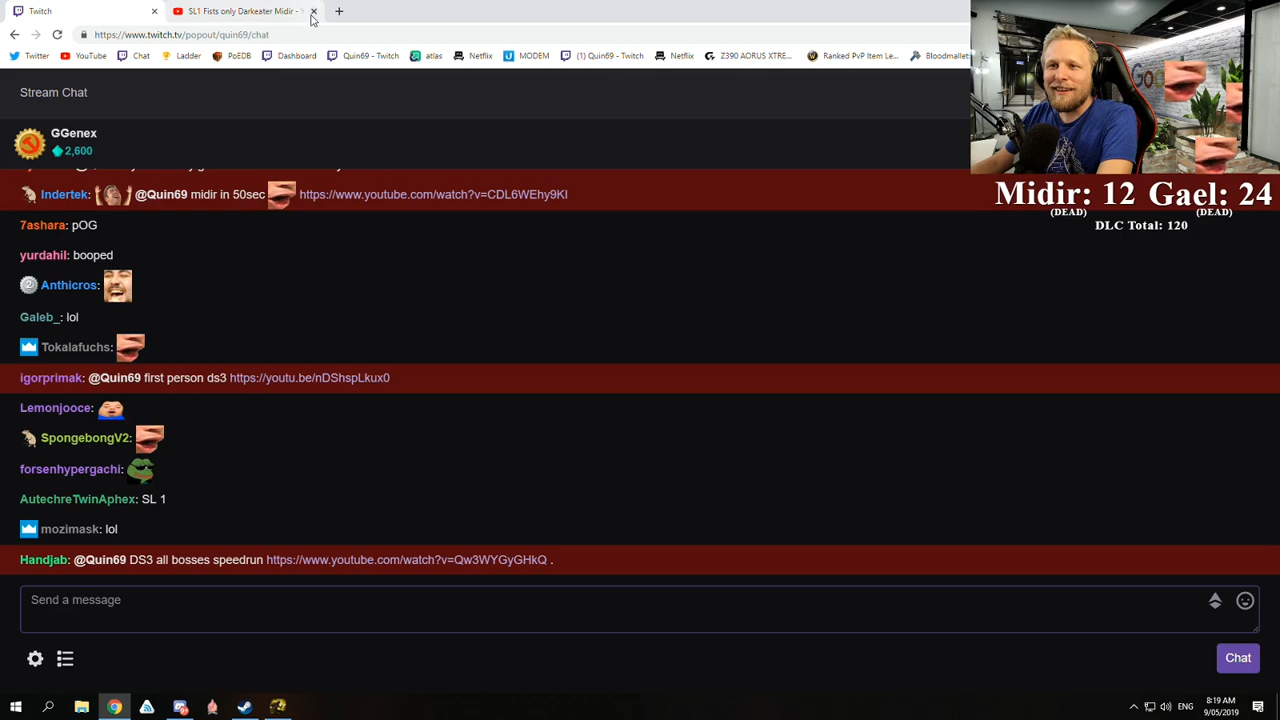 Twitch
SL1 Fists only Darkeater Midir -
https://www.twitch.tv/popout/quin69/chat
Twitter YouTube Chat Ladder PoEDB Dashboard Quin69 - Twitch atlas Netflix MODEM (1) Quin69 - Twitch Netflix Z390 AORUS XTRE... Ranked PvP Item Le... Bloodmallet
Stream Chat
GGenex
2,600
Indertek: @Quin69 midir in 50sec https://www.youtube.com/watch?v=CDL6WEhy9KI
7ashara: pOG
yurdahil: booped
2 Anthicros:
Galeb_: lol
Tokalafuchs:
igorprimak: @Quin69 first person ds3 https://youtu.be/nDShspLkux0
Lemonjooce:
SpongebongV2:
forsenhypergachi:
AutechreTwinAphex: SL 1
mozimask: lol
Handjab: @Quin69 DS3 all bosses speedrun https://www.youtube.com/watch?v=Qw3WYGyGHkQ .
Send a message
Chat
Goo
Midir: 12 Gael: 24
(DEAD) (DEAD)
DLC Total: 120
ENG
8:19 AM
9/05/2019